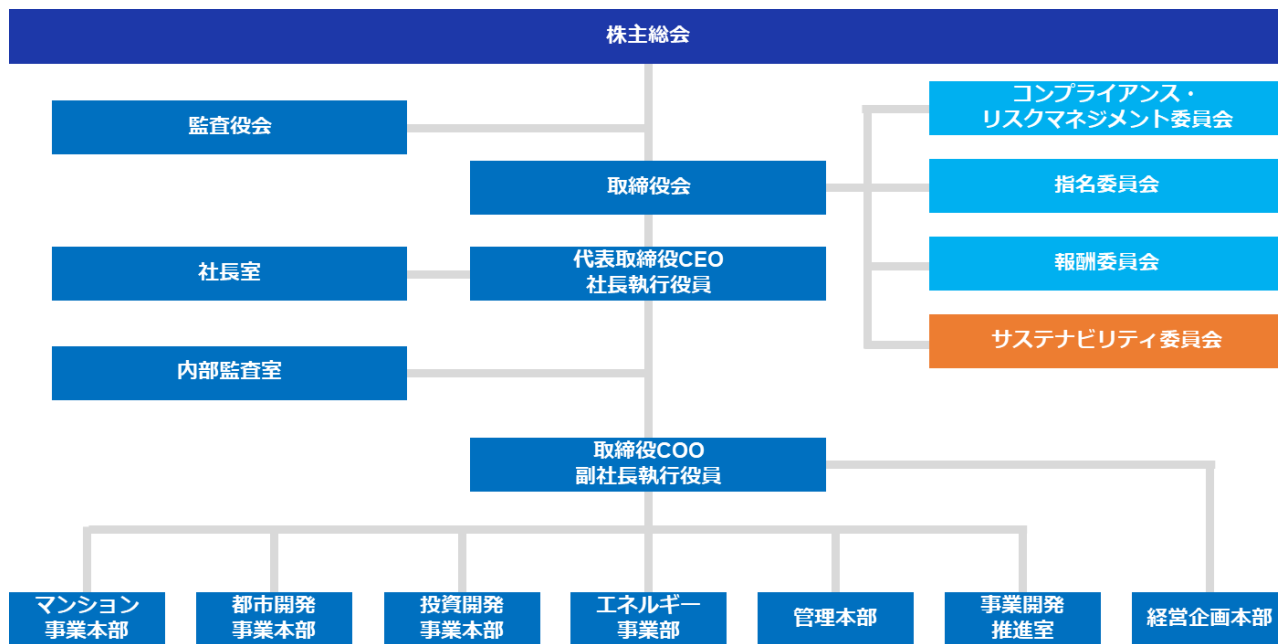 株主総会
監査役会
コンプライアンス・
リスクマネジメント委員会
取締役会
指名委員会
社長室
代表取締役CEO
社長執行役員
報酬委員会
サステナビリティ委員会
内部監査室
取締役COO
副社長執行役員
マンション
事業本部
都市開発
事業本部
投資開発
事業本部
エネルギー
事業部
管理本部
事業開発
推進室
経営企画本部